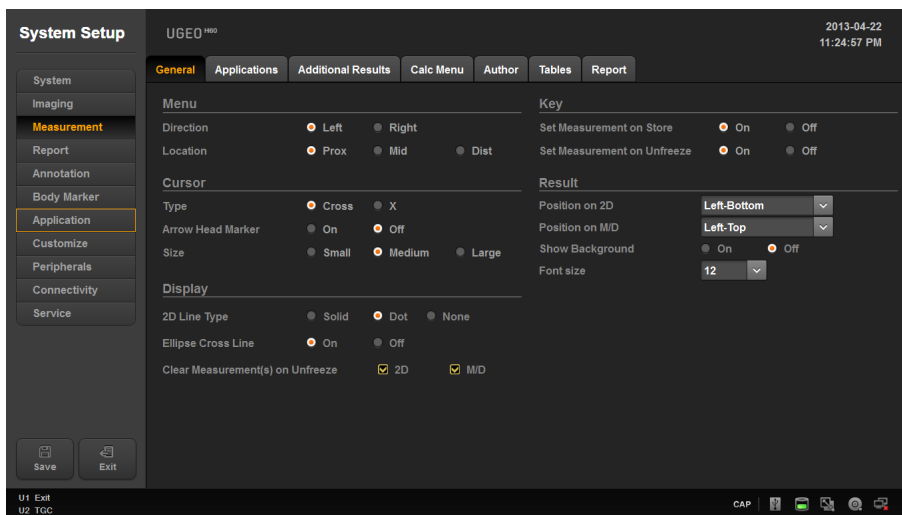 System Setup
UGEO H60
2013-04-22
11:24:57 PM
General Applications Additional Results Calc Menu Author Tables Report
System
Imaging
Measurement
Report
Annotation
Body Marker
Application
Customize
Peripherals
Connectivity
Service
Menu
Direction Left Right
Location Prox Mid Dist
Cursor
Type Cross X
Arrow Head Marker On Off
Size Small Medium Large
Display
2D Line Type Solid Dot None
Ellipse Cross Line On Off
Clear Measurement(s) on Unfreeze 2D M/D
Key
Set Measurement on Store On Off
Set Measurement on Unfreeze On Off
Result
Position on 2D Left-Bottom
Position on M/D Left-Top
Show Background On Off
Font size 12
Save Exit
U1 Exit
U2 TGC
CAP